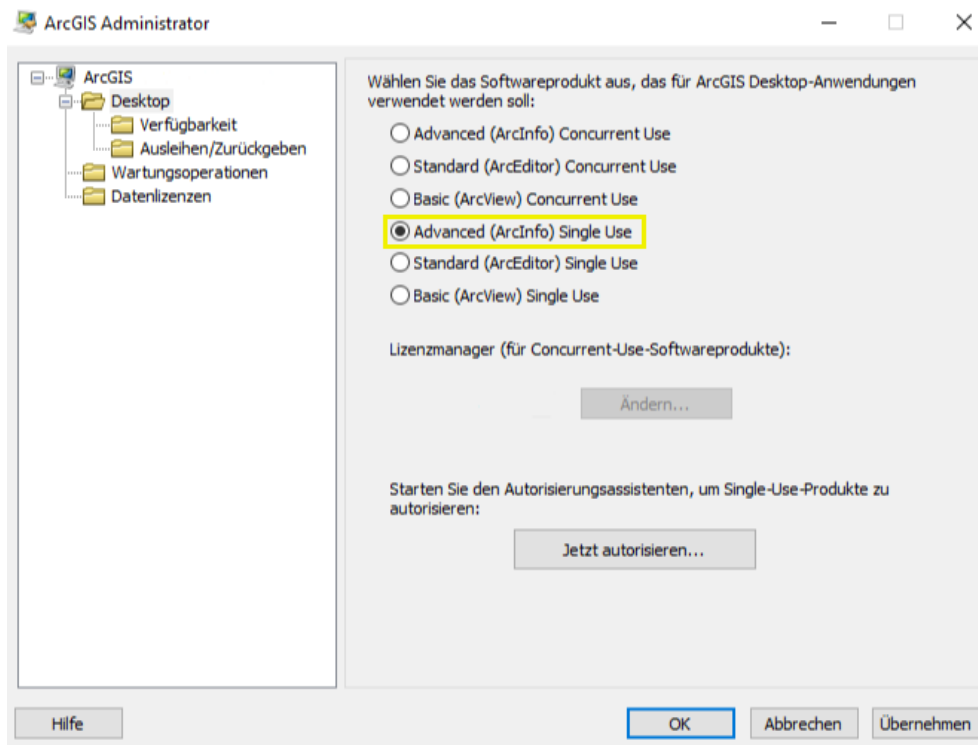 ArcGIS Administrator
ArcGIS
Desktop
Verfügbarkeit
Ausleihen/Zurückgeben
Wartungsoperationen
Datenlizenzen
Wählen Sie das Softwareprodukt aus, das für ArcGIS Desktop-Anwendungen
verwendet werden soll:
Advanced (ArcInfo) Concurrent Use
Standard (ArcEditor) Concurrent Use
Basic (ArcView) Concurrent Use
Advanced (ArcInfo) Single Use
Standard (ArcEditor) Single Use
Basic (ArcView) Single Use
Lizenzmanager (für Concurrent-Use-Softwareprodukte):
Ändern...
Starten Sie den Autorisierungsassistenten, um Single-Use-Produkte zu
autorisieren:
Jetzt autorisieren...
Hilfe
OK
Abbrechen
Übernehmen